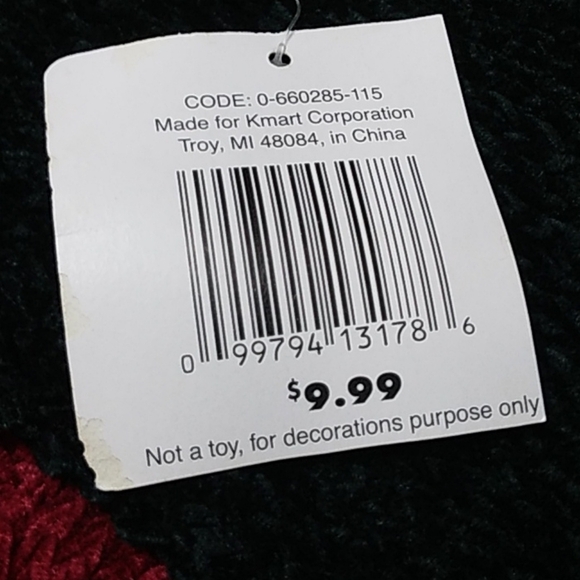 CODE: 0-660285-115
Made for Kmart Corporation
Troy, MI 48084, in China
0 99794 13178 6
$9.99
Not a toy, for decorations purpose only